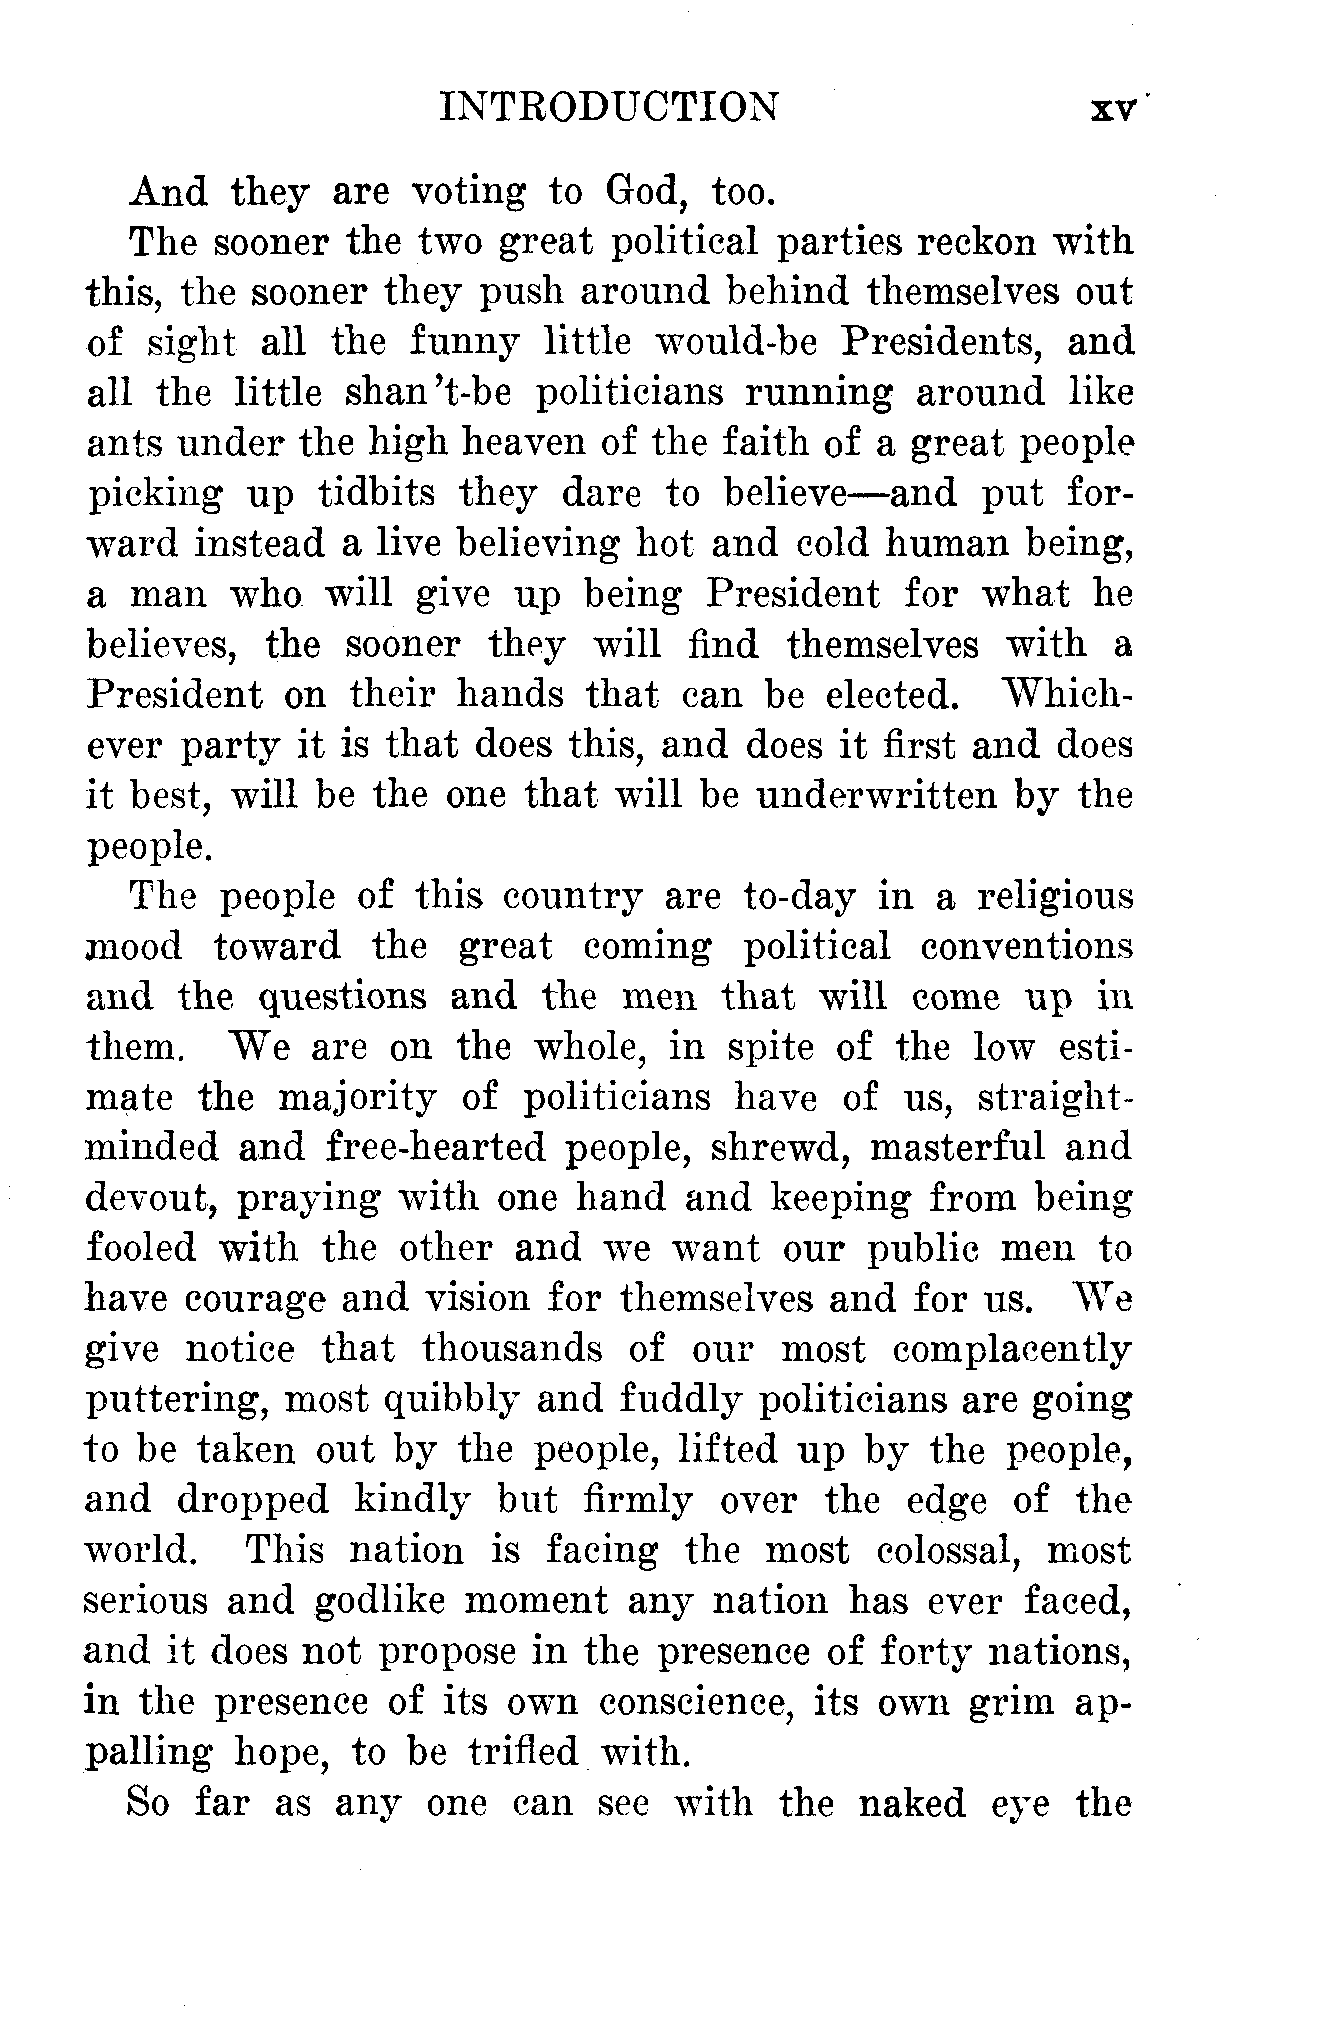 INTRODUCTION xv
And they are voting to God, too.
The sooner the two great political parties reckon with
this, the sooner they push around behind themselves out
of sight all the funny little would-be Presidents, and
all the little shan't-be politicians running around like
ants under the high heaven of the faith of a great people
picking up tidbits they dare to believe—and put for-
ward instead a live believing hot and cold human being,
a man who will give up being President for what he
believes, the sooner they will find themselves with a
President on their hands that can be elected. Which-
ever party it is that does this, and does it first and does
it best, will be the one that will be underwritten by the
people.
The people of this country are to-day in a religious
mood toward the great coming political conventions
and the questions and the men that will come up in
them. We are on the whole, in spite of the low esti-
mate the majority of politicians have of us, straight-
minded and free-hearted people, shrewd, masterful and
devout, praying with one hand and keeping from being
fooled with the other and we want our public men to
have courage and vision for themselves and for us. We
give notice that thousands of our most complacently
puttering, most quibbly and fuddly politicians are going
to be taken out by the people, lifted up by the people,
and dropped kindly but firmly over the edge of the
world. This nation is facing the most colossal, most
serious and godlike moment any nation has ever faced,
and it does not propose in the presence of forty nations,
in the presence of its own conscience, its own grim ap-
palling hope, to be trifled with.
So far as any one can see with the naked eye the